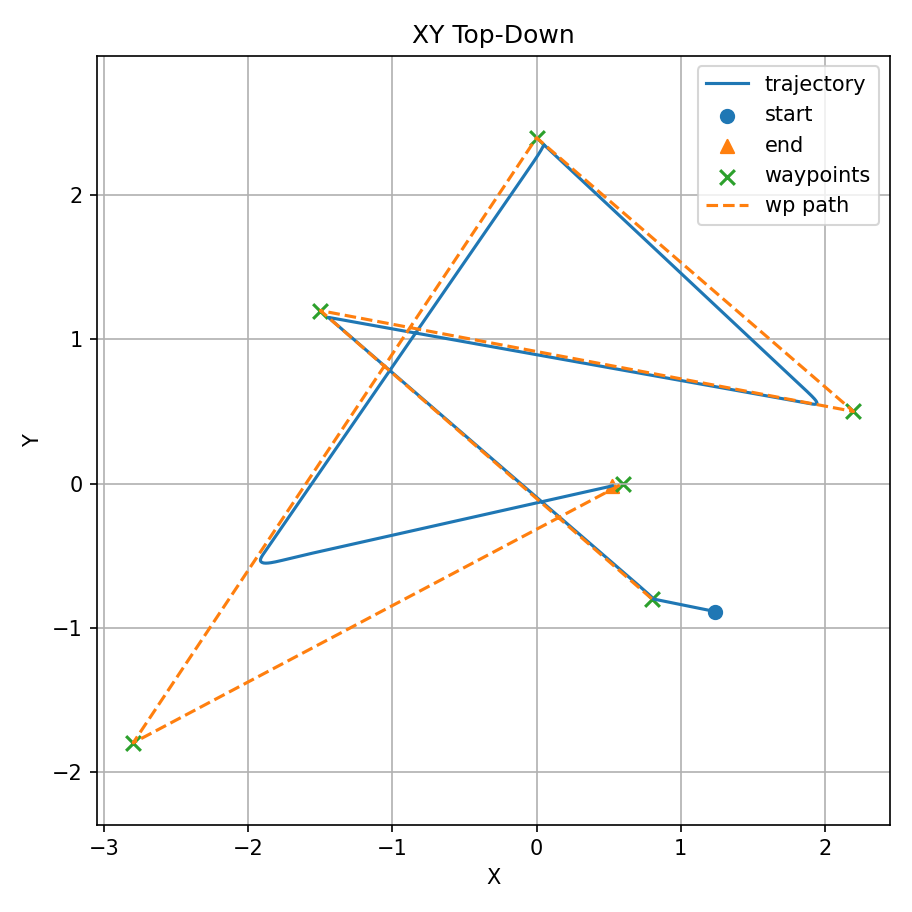 XY Top-Down
trajectory
start
end
waypoints
wp path
2
1
0
−1
−2
Y
−3
−2
−1
0
1
2
X